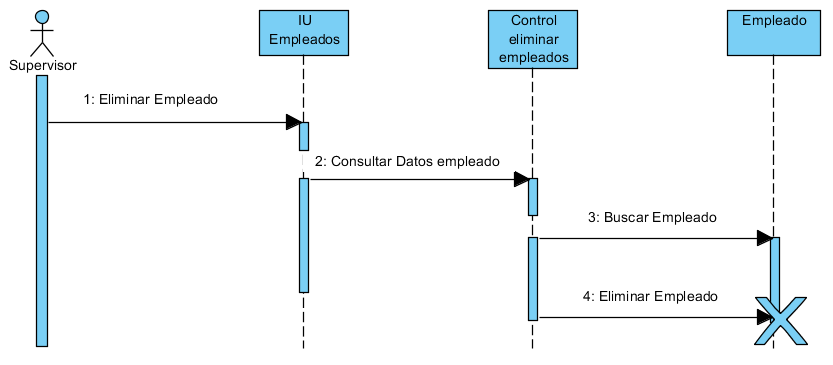 IU
Empleados
Control
eliminar
empleados
Empleado
Supervisor
1: Eliminar Empleado
2: Consultar Datos empleado
3: Buscar Empleado
4: Eliminar Empleado